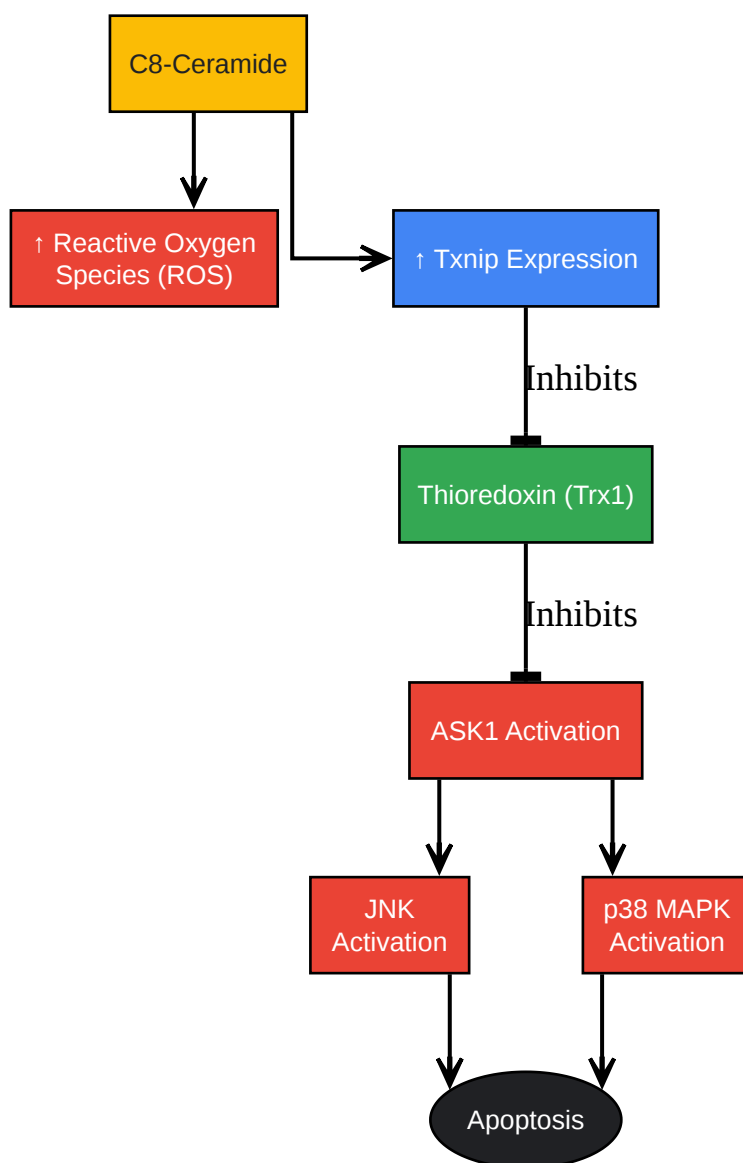 C8-Ceramide
↑ Reactive Oxygen
Species (ROS)
↑ Txnip Expression
Inhibits
Thioredoxin (Trx1)
Inhibits
ASK1 Activation
JNK
Activation
p38 MAPK
Activation
Apoptosis